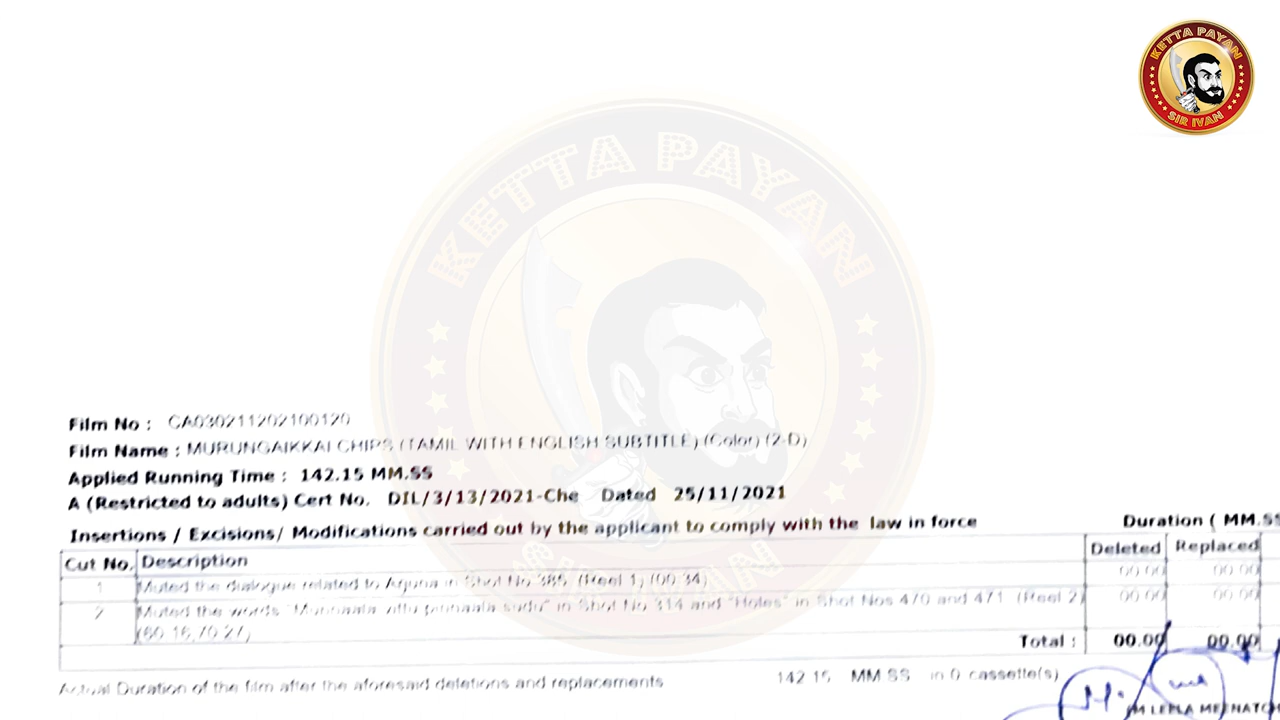 KETTA PAYAN
SIR IVAN
KETTA PAYAN
SIR IVAN
Film No : CA030211202100120
Film Name : MURUNGAIKKAI CHIPS (TAMIL WITH ENGLISH SUBTITLE) (Color) (2-D)
Applied Running Time : 142.15 MM.SS
A (Restricted to adults) Cert No. DIL/3/13/2021-Che Dated 25/11/2021
Insertions / Excisions/ Modifications carried out by the applicant to comply with the law in force Duration ( MM.SS
Cut No. Description Deleted Replaced
1 Muted the dialogue related to Arjuna in Shot No 385 (Reel 1) (00.34) 00.00 00.00
2 Muted the words " in Shot No 314 and "Holes" in Shot Nos 470 and 471 (Reel 2) 00.00 00.00
(60.16,70.27)
Total : 00.00 00.00
Actual Duration of the film after the aforesaid deletions and replacements 142.15 MM.SS in 0 cassette(s)